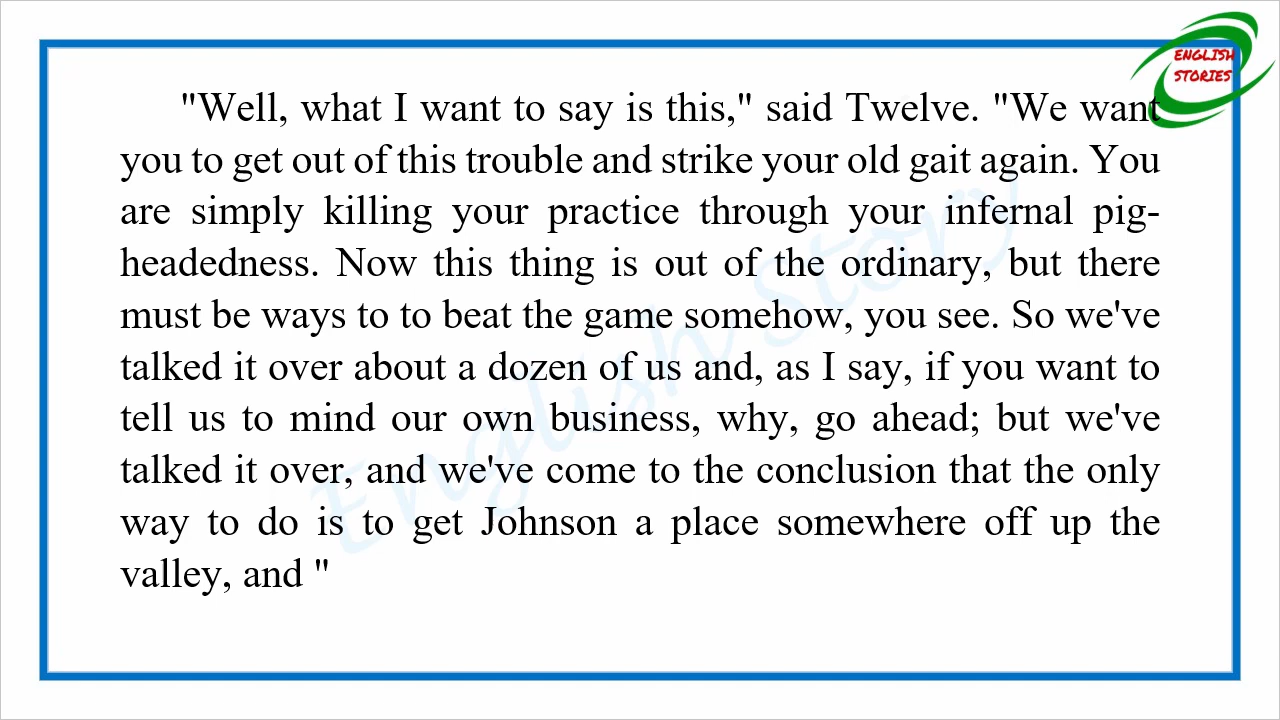 ENGLISH
STORIES
"Well, what I want to say is this," said Twelve. "We want
you to get out of this trouble and strike your old gait again. You
are simply killing your practice through your infernal pig-
headedness. Now this thing is out of the ordinary, but there
must be ways to to beat the game somehow, you see. So we've
talked it over about a dozen of us and, as I say, if you want to
tell us to mind our own business, why, go ahead; but we've
talked it over, and we've come to the conclusion that the only
way to do is to get Johnson a place somewhere off up the
valley, and "
English Story